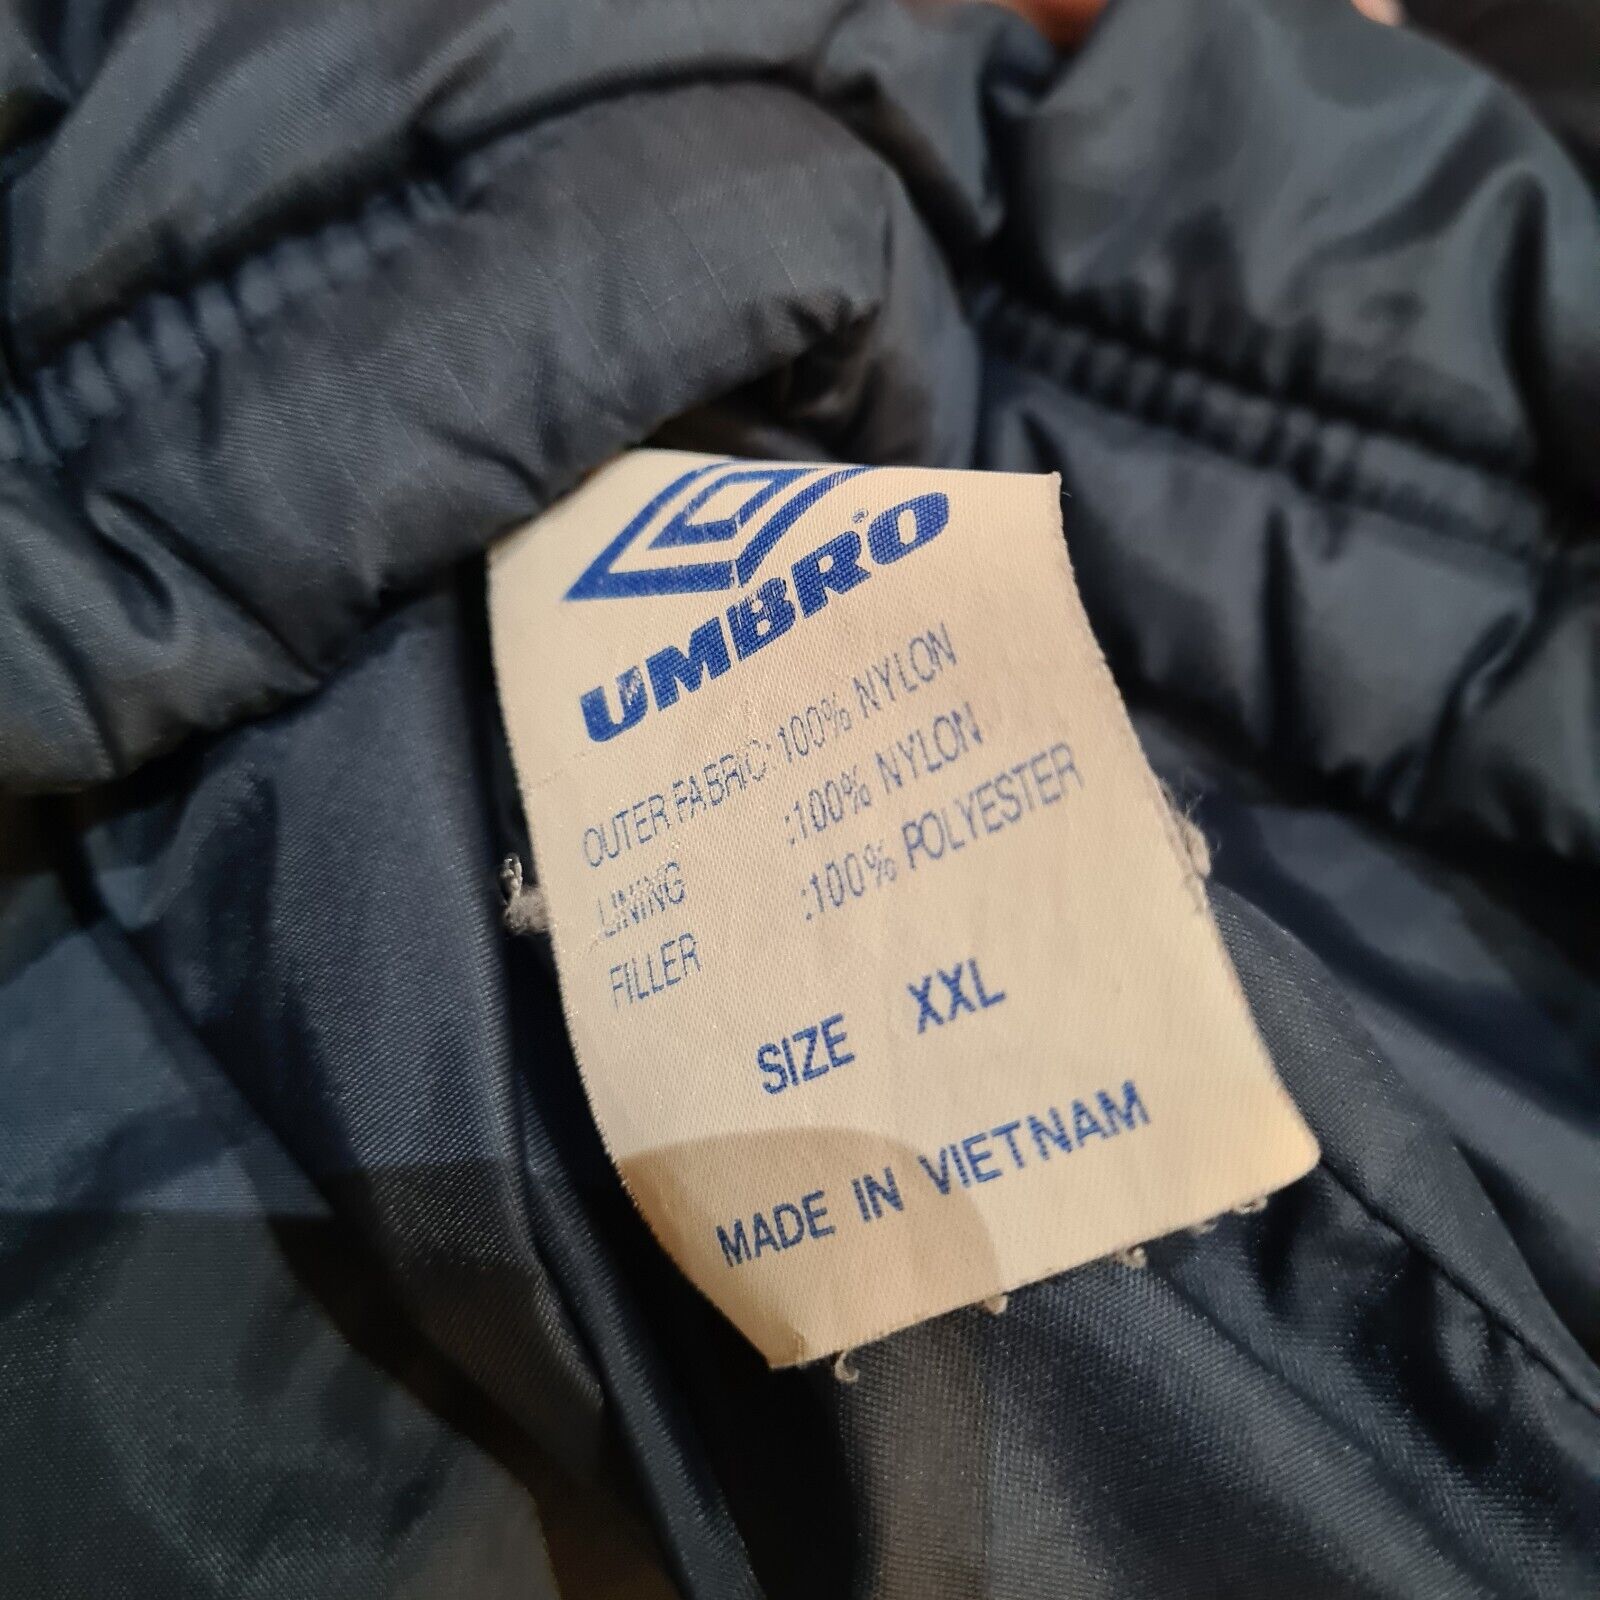 UMBRO®
OUTER FABRIC: 100% NYLON
LINING :100% NYLON
FILLER :100% POLYESTER
SIZE XXL
MADE IN VIETNAM